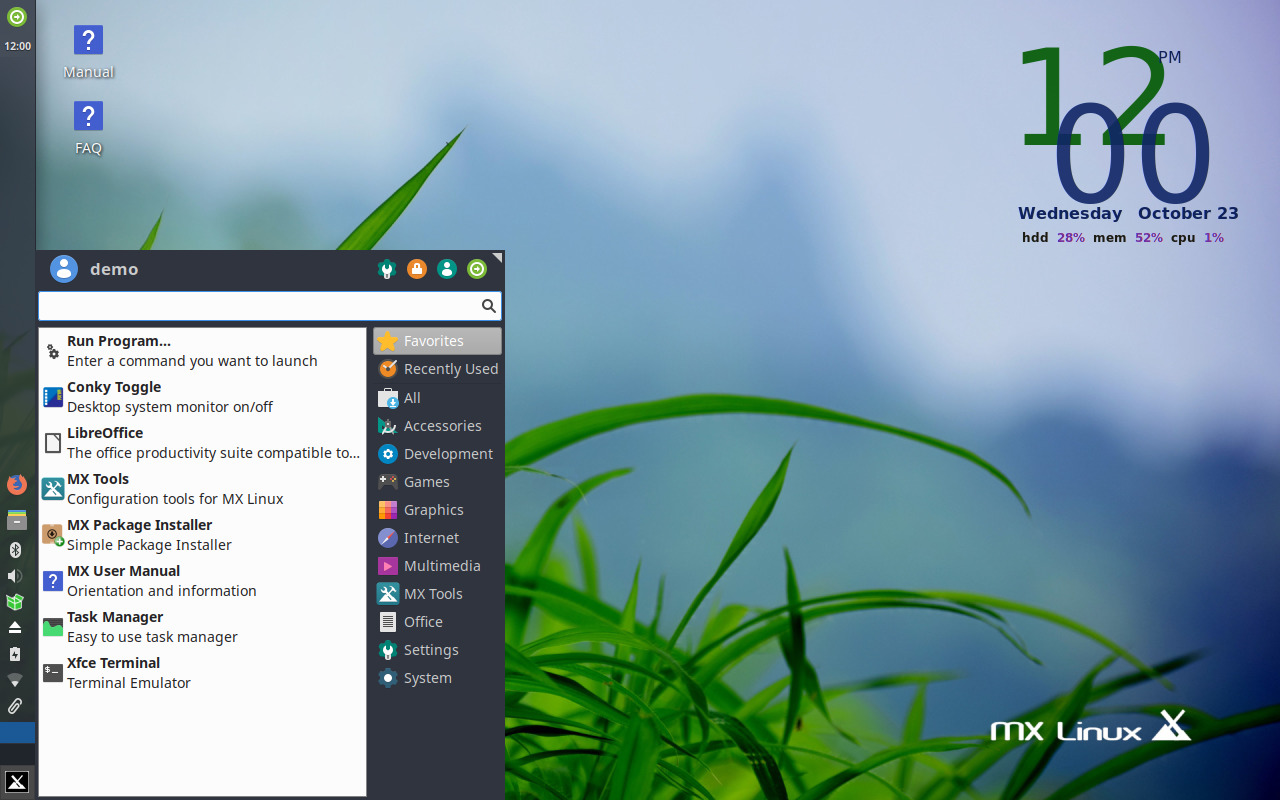 12:00
Manual
FAQ
12
PM
00
Wednesday October 23
hdd 28% mem 52% cpu 1%
demo
Run Program...
Enter a command you want to launch
Conky Toggle
Desktop system monitor on/off
LibreOffice
The office productivity suite compatible to...
MX Tools
Configuration tools for MX Linux
MX Package Installer
Simple Package Installer
MX User Manual
Orientation and information
Task Manager
Easy to use task manager
Xfce Terminal
Terminal Emulator
Favorites
Recently Used
All
Accessories
Development
Games
Graphics
Internet
Multimedia
MX Tools
Office
Settings
System
MX Linux